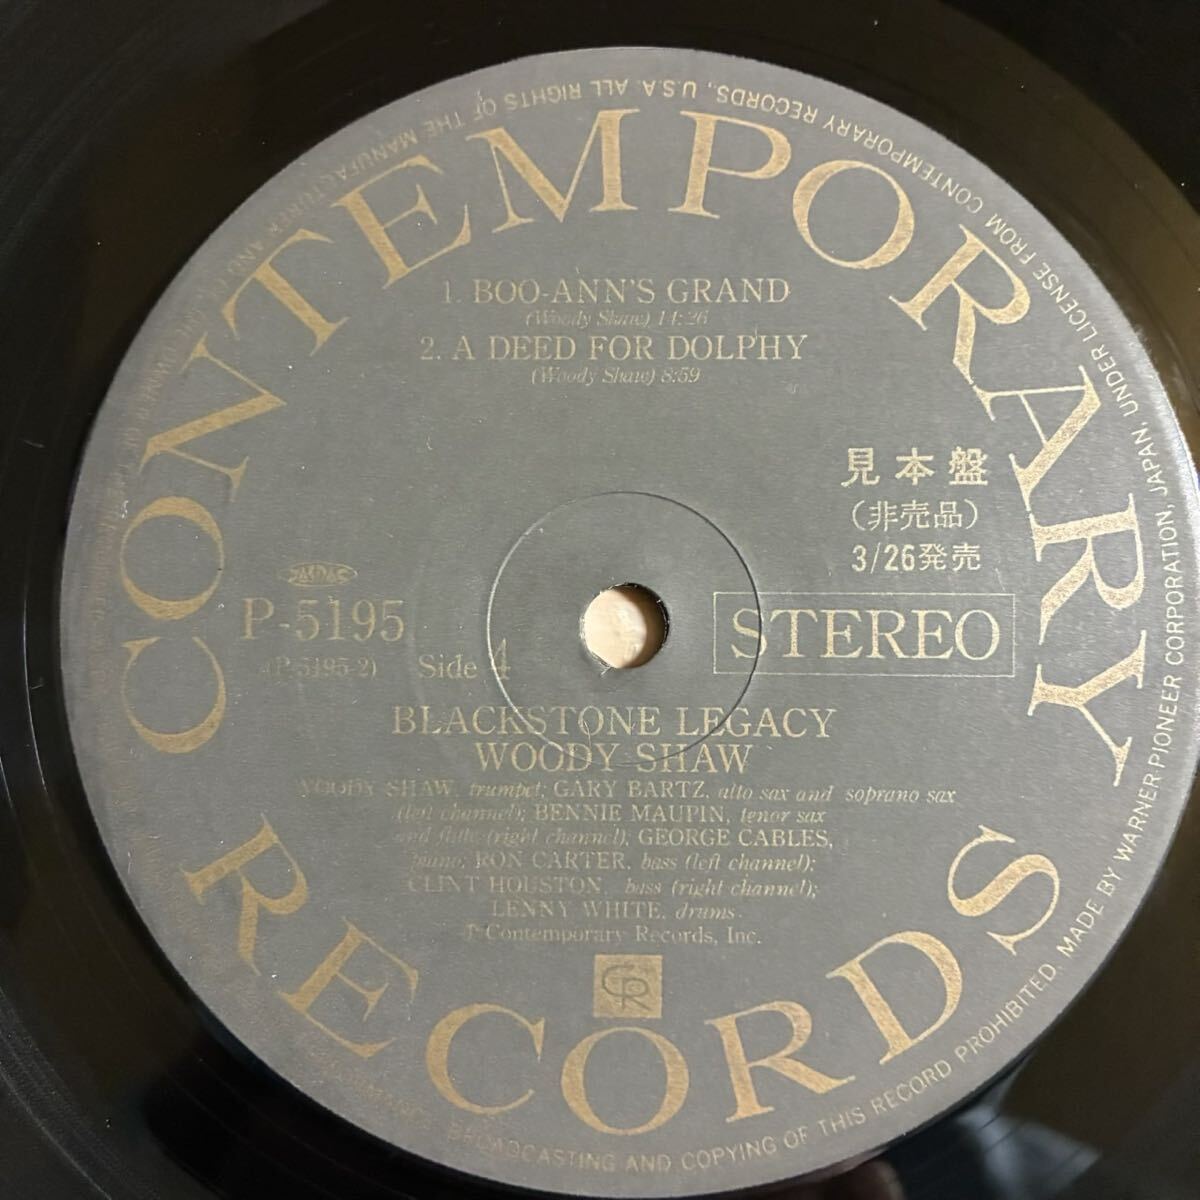 CONTEMPORARY
1. BOO-ANN'S GRAND
(Woody Shaw) 14:26
2. A DEED FOR DOLPHY
(Woody Shaw) 8:59
見本盤
(非売品)
3/26発売
JASRAC
P-5195
(P-5195-2) Side 4
STEREO
BLACKSTONE LEGACY
WOODY SHAW
WOODY SHAW, trumpet; GARY BARTZ, alto sax and soprano sax
(left channel); BENNIE MAUPIN, tenor sax
and flute (right channel); GEORGE CABLES,
piano; RON CARTER, bass (left channel);
CLINT HOUSTON, bass (right channel);
LENNY WHITE, drums.
℗ Contemporary Records, Inc.
CR
RECORDS
MADE BY WARNER-PIONEER CORPORATION, JAPAN, UNDER LICENSE FROM CONTEMPORARY RECORDS, U.S.A. ALL RIGHTS OF THE MANUFACTURER AND
BROADCASTING AND COPYING OF THIS RECORD PROHIBITED.